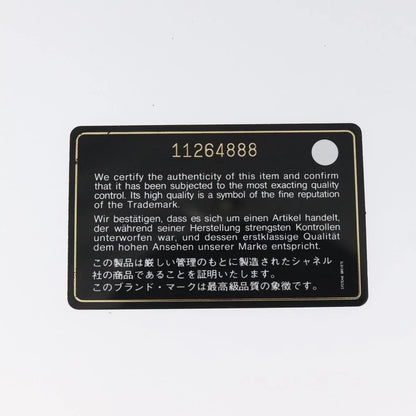 11264888
We certify the authenticity of this item and confirm
that it has been subjected to the most exacting quality
control. Its high quality is a symbol of the fine reputation
of the Trademark.
Wir bestätigen, dass es sich um einen Artikel handelt,
der während seiner Herstellung strengsten Kontrollen
unterworfen war, und dessen erstklassige Qualität
dem hohen Ansehen unserer Marke entspricht.
この製品は厳しい管理のもとに製造されたシャネル
社の商品であることを証明いたします。
このブランド・マークは最高級品質の象徴です。